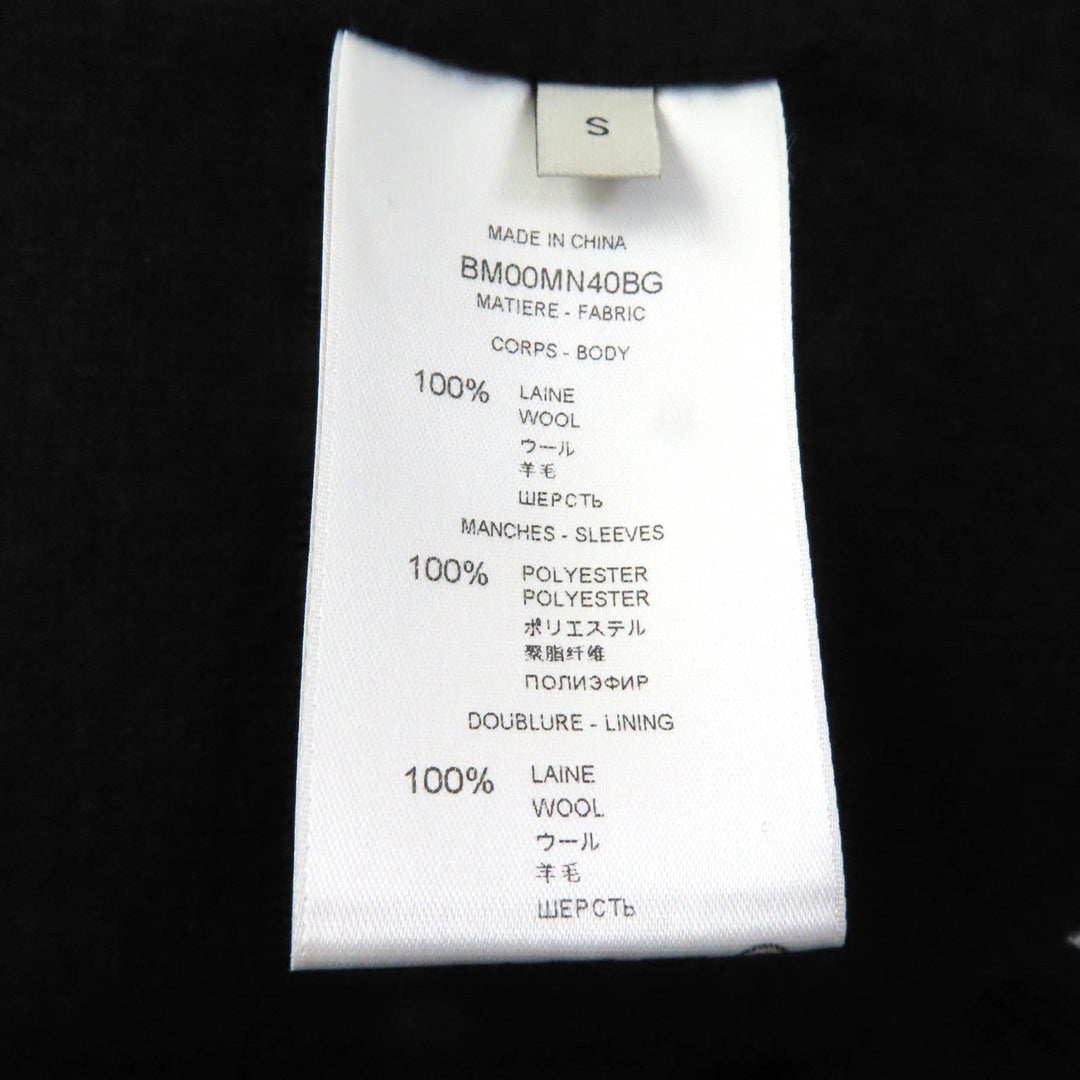 S
MADE IN CHINA
BM00MN40BG
MATIERE - FABRIC
CORPS - BODY
100% LAINE
WOOL
ウール
羊毛
ШЕРСТЬ
MANCHES - SLEEVES
100% POLYESTER
POLYESTER
ポリエステル
聚脂纤维
ПОЛИЭФИР
DOUBLURE - LINING
100% LAINE
WOOL
ウール
羊毛
ШЕРСТЬ